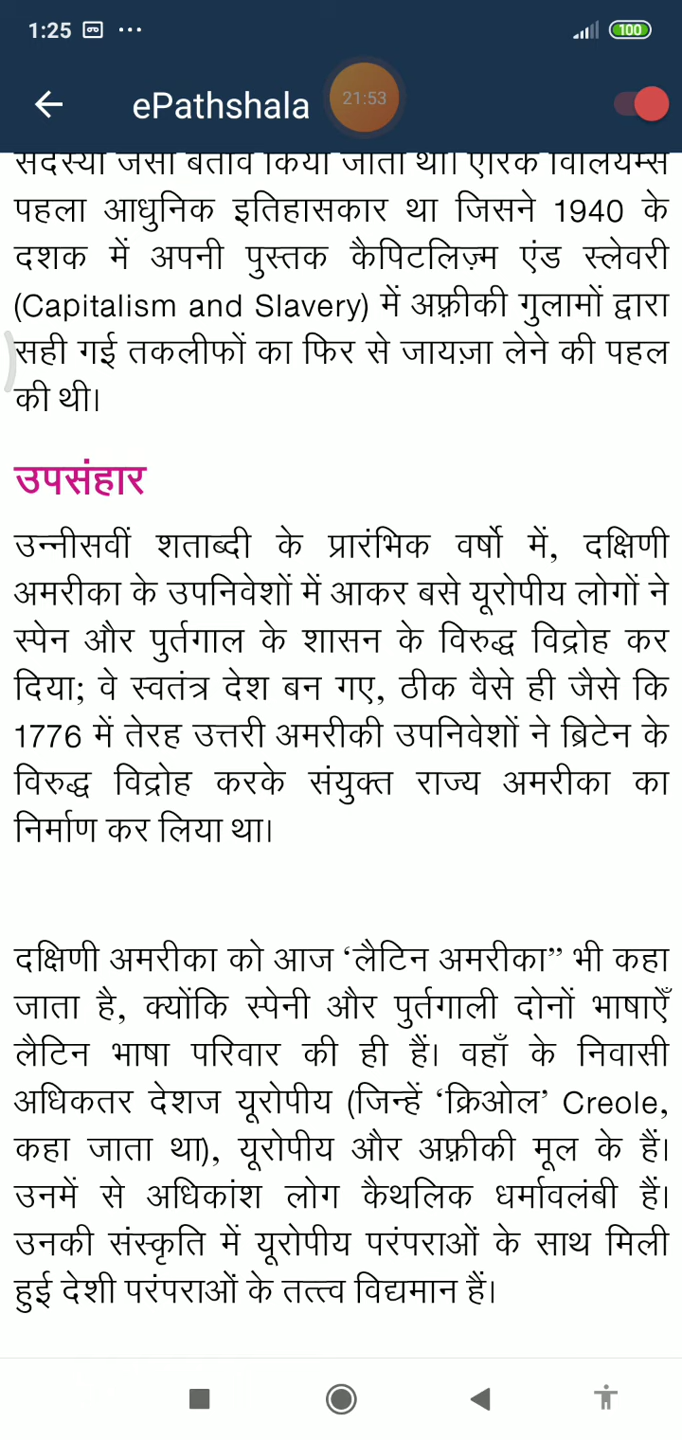 1:25
100
ePathshala
21:53
सदस्यों जैसा बर्ताव किया जाता था। एरिक विलियम्स
पहला आधुनिक इतिहासकार था जिसने 1940 के
दशक में अपनी पुस्तक कैपिटलिज़्म एंड स्लेवरी
(Capitalism and Slavery) में अफ़्रीकी गुलामों द्वारा
सही गई तकलीफों का फिर से जायज़ा लेने की पहल
की थी।
उपसंहार
उन्नीसवीं शताब्दी के प्रारंभिक वर्षो में, दक्षिणी
अमरीका के उपनिवेशों में आकर बसे यूरोपीय लोगों ने
स्पेन और पुर्तगाल के शासन के विरुद्ध विद्रोह कर
दिया; वे स्वतंत्र देश बन गए, ठीक वैसे ही जैसे कि
1776 में तेरह उत्तरी अमरीकी उपनिवेशों ने ब्रिटेन के
विरुद्ध विद्रोह करके संयुक्त राज्य अमरीका का
निर्माण कर लिया था।
दक्षिणी अमरीका को आज ‘लैटिन अमरीका” भी कहा
जाता है, क्योंकि स्पेनी और पुर्तगाली दोनों भाषाएँ
लैटिन भाषा परिवार की ही हैं। वहाँ के निवासी
अधिकतर देशज यूरोपीय (जिन्हें ‘क्रिओल’ Creole,
कहा जाता था), यूरोपीय और अफ़्रीकी मूल के हैं।
उनमें से अधिकांश लोग कैथलिक धर्मावलंबी हैं।
उनकी संस्कृति में यूरोपीय परंपराओं के साथ मिली
हुई देशी परंपराओं के तत्त्व विद्यमान हैं।